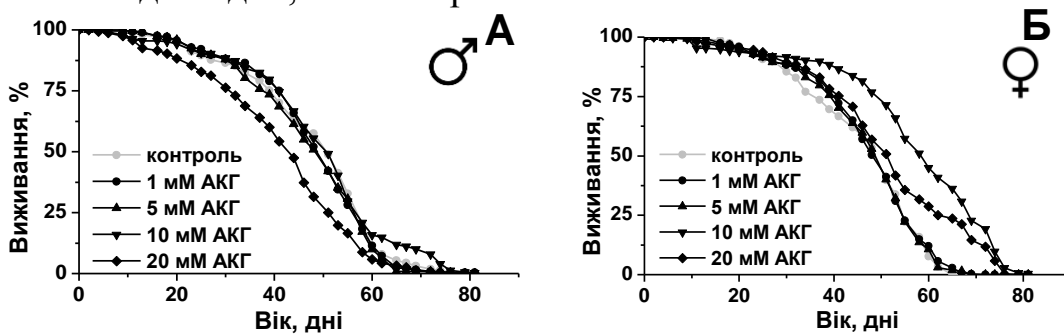 А
♂
Виживання, %
100
75
50
25
0
контроль
1 мМ АКГ
5 мМ АКГ
10 мМ АКГ
20 мМ АКГ
0 20 40 60 80
Вік, дні
Б
♀
Виживання, %
100
75
50
25
0
контроль
1 мМ АКГ
5 мМ АКГ
10 мМ АКГ
20 мМ АКГ
0 20 40 60 80
Вік, дні